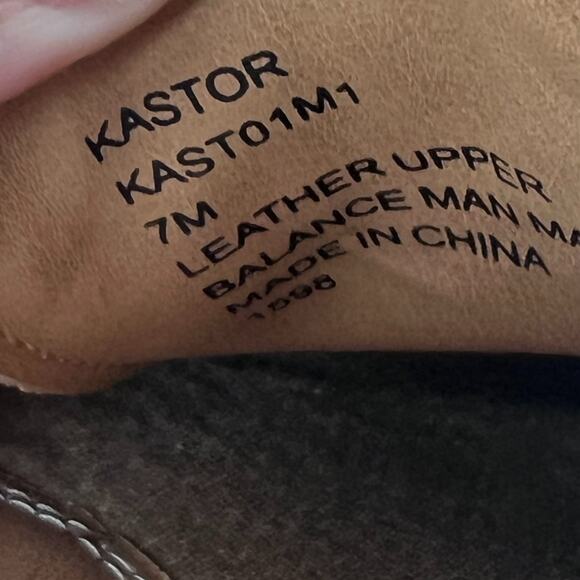 KASTOR
KAST01M1
7M
LEATHER UPPER
BALANCE MAN MA
MADE IN CHINA